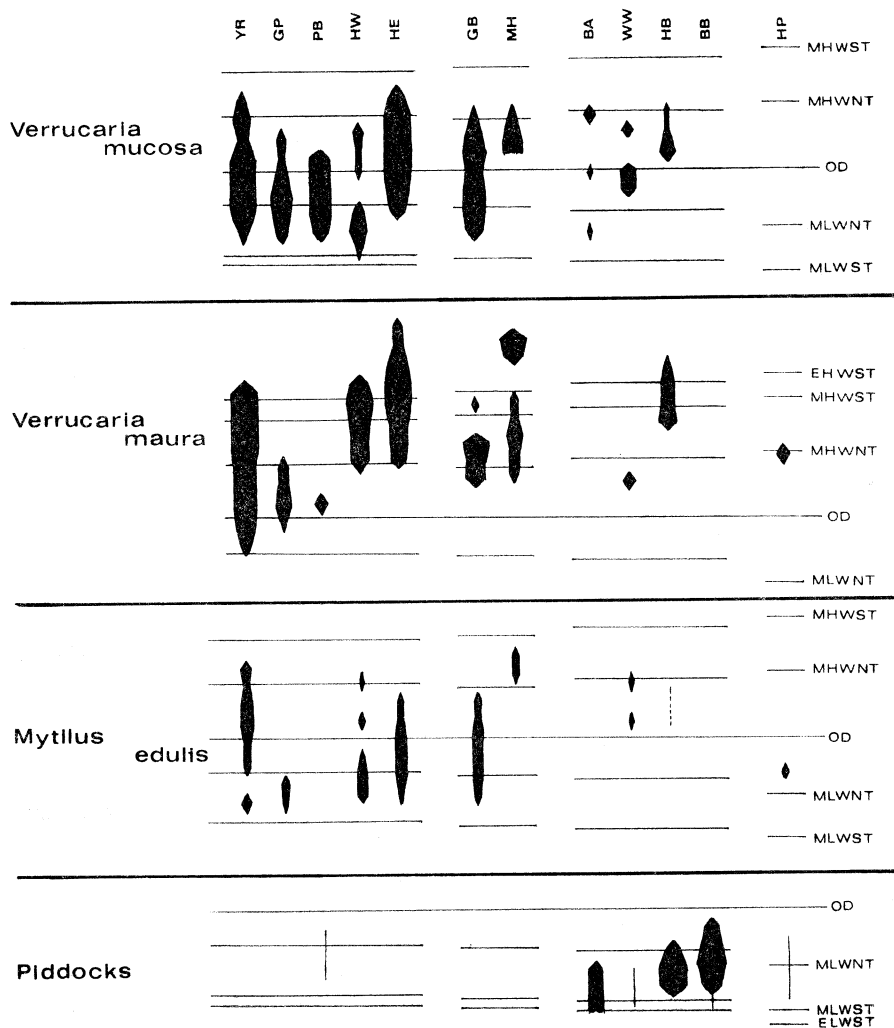 YR GP PB HW HE GB MH BA WW HB BB HP
MHWST
MHWNT
Verrucaria
mucosa
OD
MLWNT
MLWST
EHWST
MHWST
Verrucaria
maura
MHWNT
OD
MLWNT
MHWST
MHWNT
Mytilus
OD
edulis
MLWNT
MLWST
OD
Piddocks
MLWNT
MLWST
ELWST